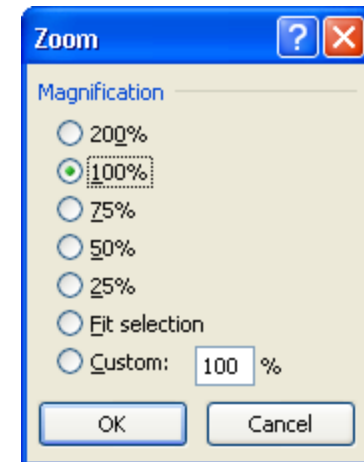 Zoom
Magnification
200%
100%
75%
50%
25%
Fit selection
Custom: 100 %
OK Cancel